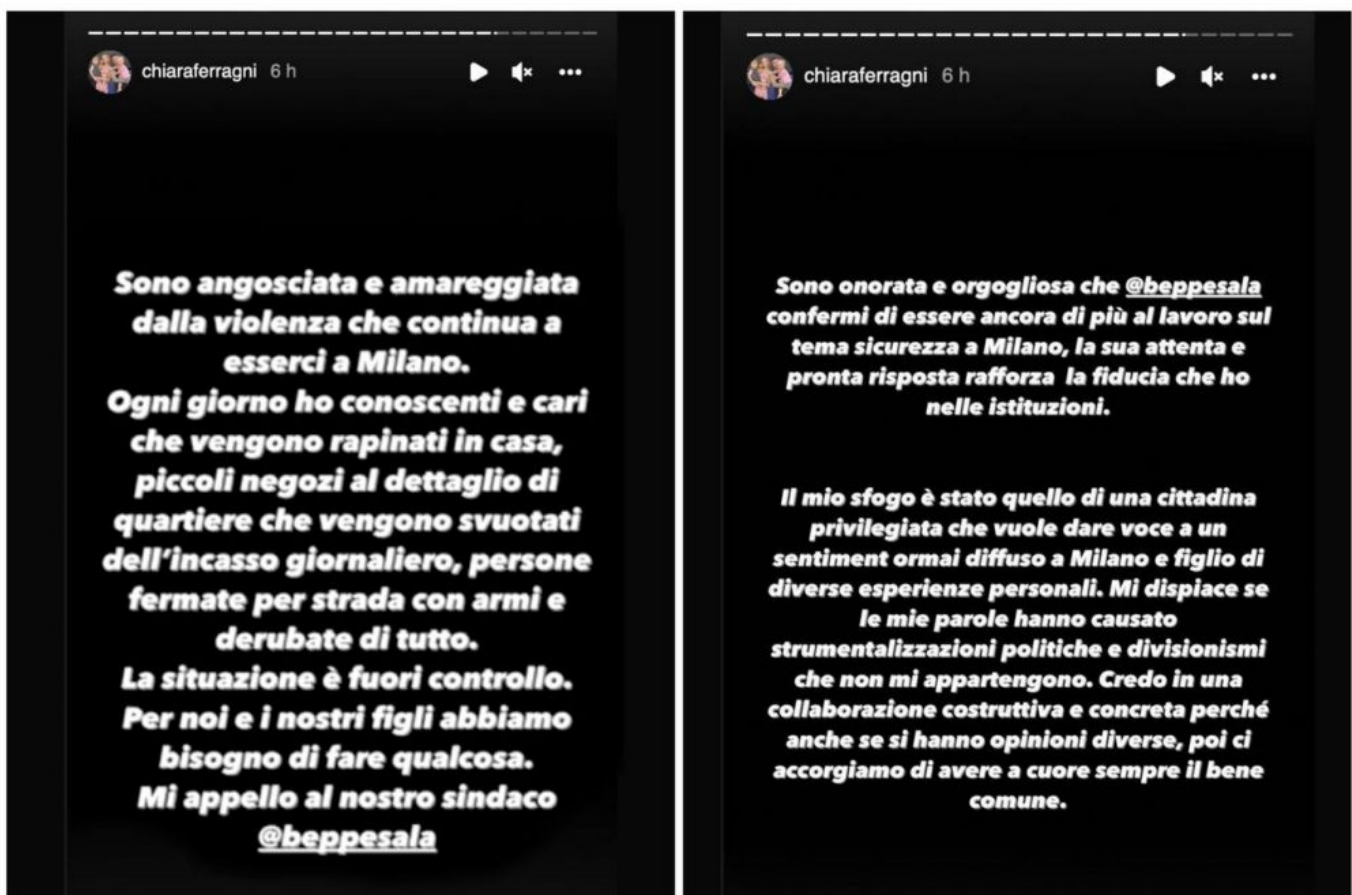 chiaraferragni 6 h
Sono angosciata e amareggiata
dalla violenza che continua a
esserci a Milano.
Ogni giorno ho conoscenti e cari
che vengono rapinati in casa,
piccoli negozi al dettaglio di
quartiere che vengono svuotati
dell'incasso giornaliero, persone
fermate per strada con armi e
derubate di tutto.
La situazione è fuori controllo.
Per noi e i nostri figli abbiamo
bisogno di fare qualcosa.
Mi appello al nostro sindaco
@beppesala
chiaraferragni 6 h
Sono onorata e orgogliosa che @beppesala
confermi di essere ancora di più al lavoro sul
tema sicurezza a Milano, la sua attenta e
pronta risposta rafforza la fiducia che ho
nelle istituzioni.
Il mio sfogo è stato quello di una cittadina
privilegiata che vuole dare voce a un
sentiment ormai diffuso a Milano e figlio di
diverse esperienze personali. Mi dispiace se
le mie parole hanno causato
strumentalizzazioni politiche e divisionismi
che non mi appartengono. Credo in una
collaborazione costruttiva e concreta perché
anche se si hanno opinioni diverse, poi ci
accorgiamo di avere a cuore sempre il bene
comune.